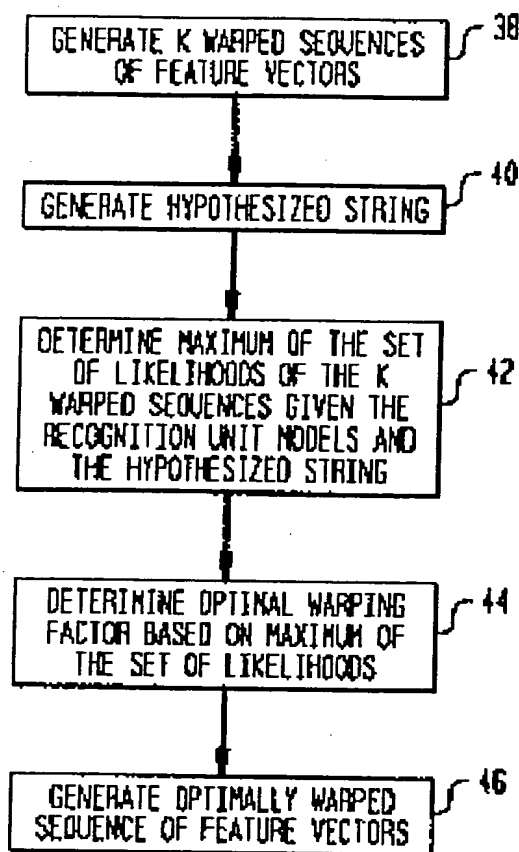 GENERATE K WARPED SEQUENCES
OF FEATURE VECTORS
38
GENERATE HYPOTHESIZED STRING
40
DETERMINE MAXIMUM OF THE SET
OF LIKELIHOODS OF THE K
WARPED SEQUENCES GIVEN THE
RECOGNITION UNIT MODELS AND
THE HYPOTHESIZED STRING
42
DETERIMINE OPTIMAL WARPING
FACTOR BASED ON MAXIMUM OF
THE SET OF LIKELIHOODS
44
GENERATE OPTIMALLY WARPED
SEQUENCE OF FEATURE VECTORS
46